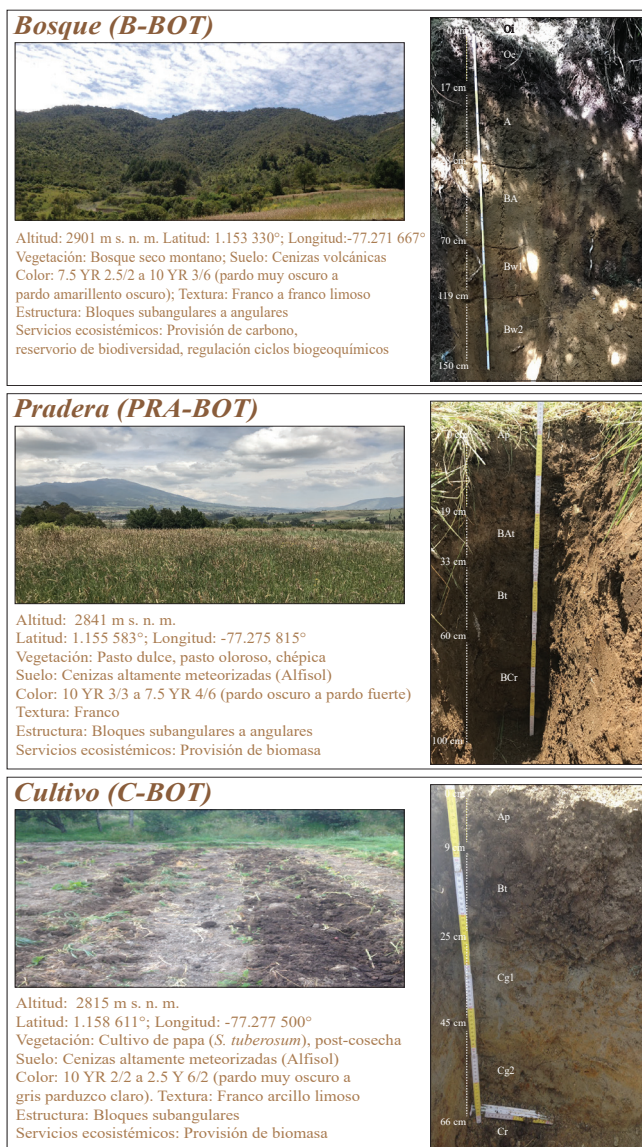 Bosque (B-BOT)
Altitud: 2901 m s. n. m. Latitud: 1.153 330°; Longitud:-77.271 667°
Vegetación: Bosque seco montano; Suelo: Cenizas volcánicas
Color: 7.5 YR 2.5/2 a 10 YR 3/6 (pardo muy oscuro a
pardo amarillento oscuro); Textura: Franco a franco limoso
Estructura: Bloques subangulares a angulares
Servicios ecosistémicos: Provisión de carbono,
reservorio de biodiversidad, regulación ciclos biogeoquímicos
Oi
Oe
17 cm
A
BA
70 cm
Bw1
119 cm
Bw2
150 cm
Pradera (PRA-BOT)
Altitud: 2841 m s. n. m.
Latitud: 1.155 583°; Longitud: -77.275 815°
Vegetación: Pasto dulce, pasto oloroso, chépica
Suelo: Cenizas altamente meteorizadas (Alfisol)
Color: 10 YR 3/3 a 7.5 YR 4/6 (pardo oscuro a pardo fuerte)
Textura: Franco
Estructura: Bloques subangulares a angulares
Servicios ecosistémicos: Provisión de biomasa
Ap
19 cm
BAt
33 cm
Bt
60 cm
BCr
100 cm
Cultivo (C-BOT)
Altitud: 2815 m s. n. m.
Latitud: 1.158 611°; Longitud: -77.277 500°
Vegetación: Cultivo de papa (S. tuberosum), post-cosecha
Suelo: Cenizas altamente meteorizadas (Alfisol)
Color: 10 YR 2/2 a 2.5 Y 6/2 (pardo muy oscuro a
gris parduzco claro). Textura: Franco arcillo limoso
Estructura: Bloques subangulares
Servicios ecosistémicos: Provisión de biomasa
Ap
9 cm
Bt
25 cm
Cg1
45 cm
Cg2
66 cm
Cr